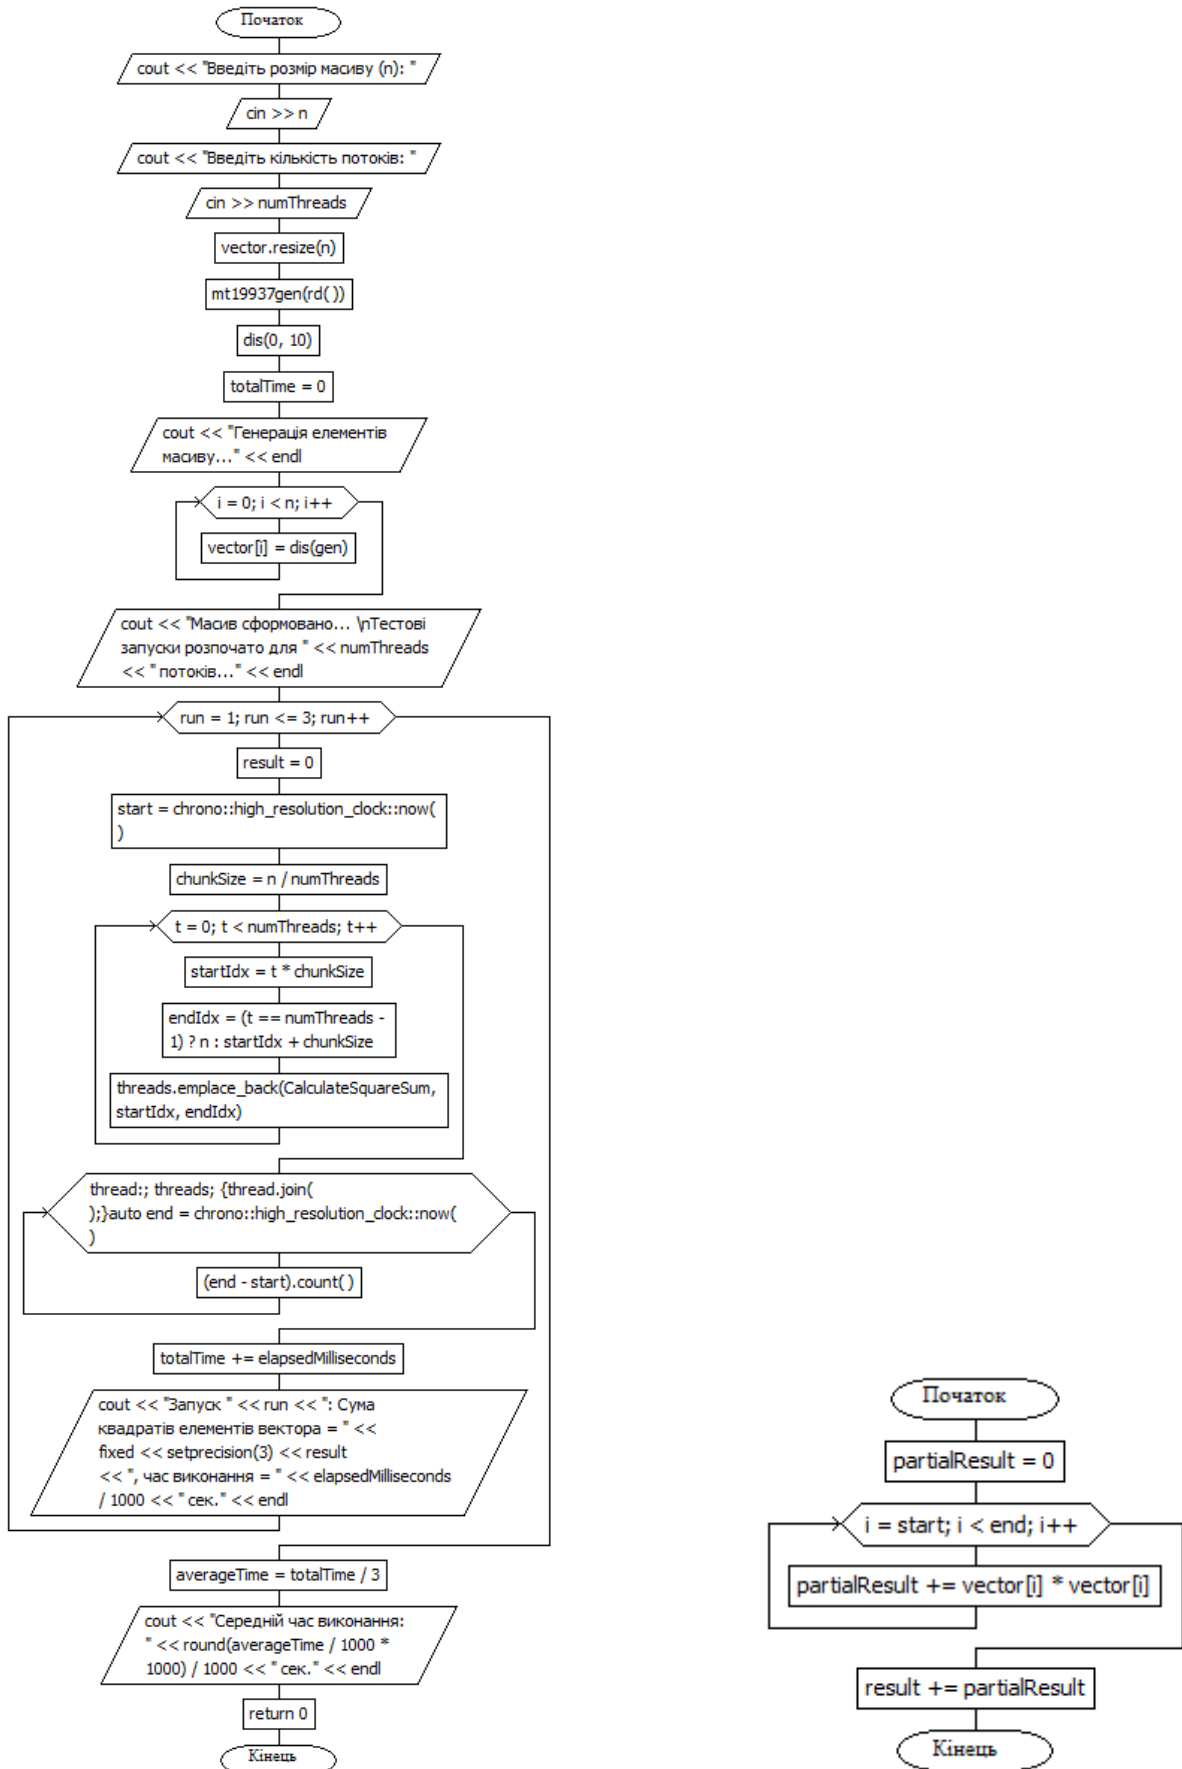 Початок
cout << "Введіть розмір масиву (n): "
cin >> n
cout << "Введіть кількість потоків: "
cin >> numThreads
vector.resize(n)
mt19937gen(rd( ))
dis(0, 10)
totalTime = 0
cout << "Генерація елементів
масиву..." << endl
i = 0; i < n; i++
vector[i] = dis(gen)
cout << "Масив сформовано... \nТестові
запуски розпочато для " << numThreads
<< " потоків..." << endl
run = 1; run <= 3; run++
result = 0
start = chrono::high_resolution_clock::now(
)
chunkSize = n / numThreads
t = 0; t < numThreads; t++
startIdx = t * chunkSize
endIdx = (t == numThreads -
1) ? n : startIdx + chunkSize
threads.emplace_back(CalculateSquareSum,
startIdx, endIdx)
thread:; threads; {thread.join(
);}auto end = chrono::high_resolution_clock::now(
)
(end - start).count( )
totalTime += elapsedMilliseconds
cout << "Запуск " << run << ": Сума
квадратів елементів вектора = " <<
fixed << setprecision(3) << result
<< ", час виконання = " << elapsedMilliseconds
/ 1000 << " сек." << endl
averageTime = totalTime / 3
cout << "Середній час виконання:
" << round(averageTime / 1000 *
1000) / 1000 << " сек." << endl
return 0
Кінець
Початок
partialResult = 0
i = start; i < end; i++
partialResult += vector[i] * vector[i]
result += partialResult
Кінець